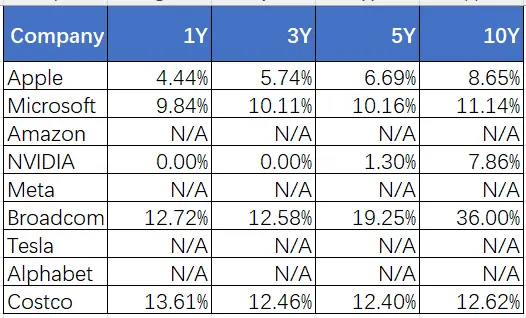 Company 1Y 3Y 5Y 10Y
Apple 4.44% 5.74% 6.69% 8.65%
Microsoft 9.84% 10.11% 10.16% 11.14%
Amazon N/A N/A N/A N/A
NVIDIA 0.00% 0.00% 1.30% 7.86%
Meta N/A N/A N/A N/A
Broadcom 12.72% 12.58% 19.25% 36.00%
Tesla N/A N/A N/A N/A
Alphabet N/A N/A N/A N/A
Costco 13.61% 12.46% 12.40% 12.62%